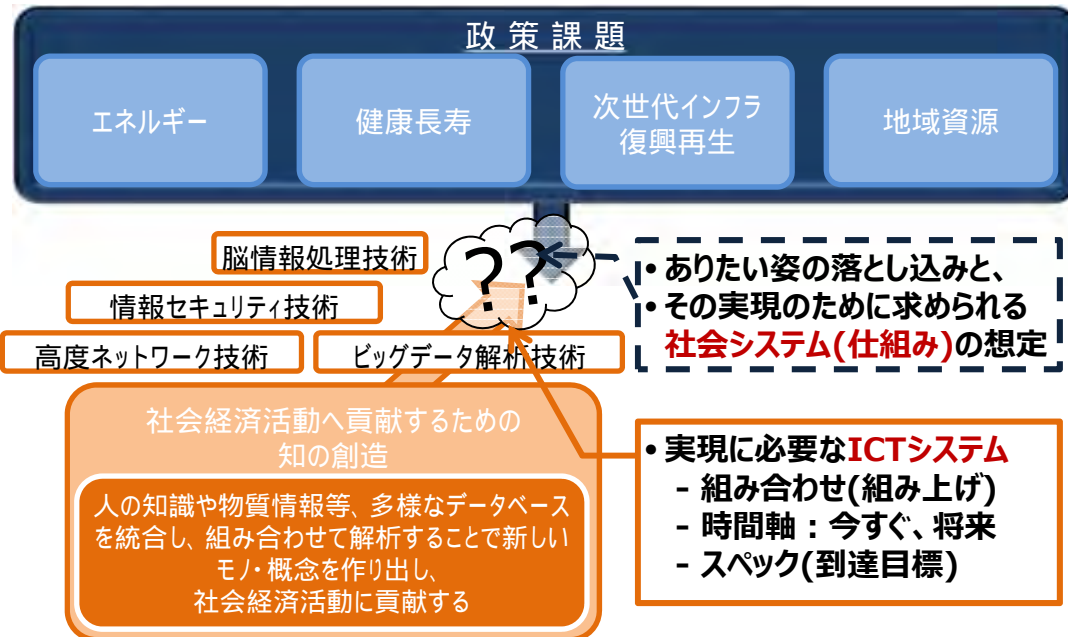 政策課題
エネルギー
健康長寿
次世代インフラ
復興再生
地域資源
??
脳情報処理技術
情報セキュリティ技術
高度ネットワーク技術
ビッグデータ解析技術
• ありたい姿の落とし込みと、
• その実現のために求められる
社会システム(仕組み)の想定
社会経済活動へ貢献するための
知の創造
人の知識や物質情報等、多様なデータベース
を統合し、組み合わせて解析することで新しい
モノ・概念を作り出し、
社会経済活動に貢献する
• 実現に必要なICTシステム
- 組み合わせ(組み上げ)
- 時間軸：今すぐ、将来
- スペック(到達目標)